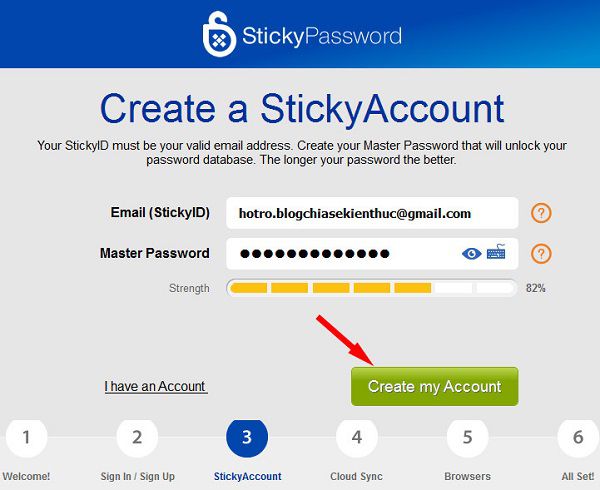 StickyPassword
Create a StickyAccount
Your StickyID must be your valid email address. Create your Master Password that will unlock your
password database. The longer your password the better.
Email (StickyID) hotro.blogchiasekienthuc@gmail.com ?
Master Password ●●●●●●●●●●●●● ?
Strength 82%
I have an Account Create my Account
1 2 3 4 5 6
Welcome! Sign In / Sign Up StickyAccount Cloud Sync Browsers All Set!